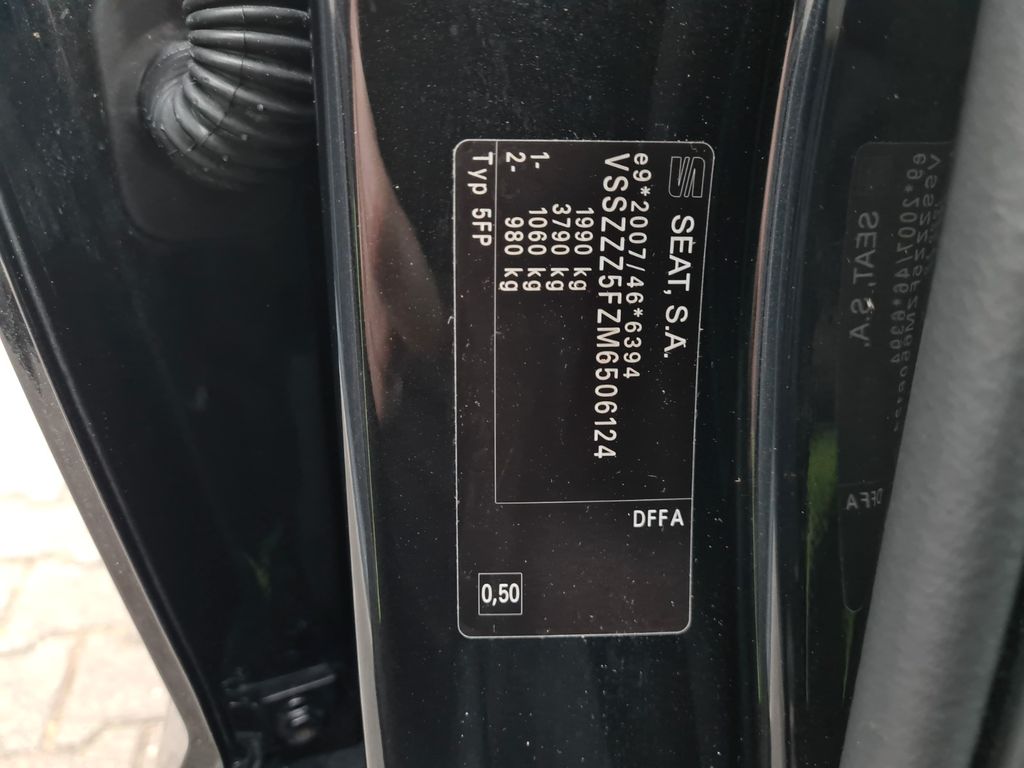 SEAT, S.A.
e9*2007/46*6394
VSSZZZ5FZM6506124
1990 kg
3790 kg
1- 1060 kg
2- 980 kg
Typ 5FP
DFFA
0,50